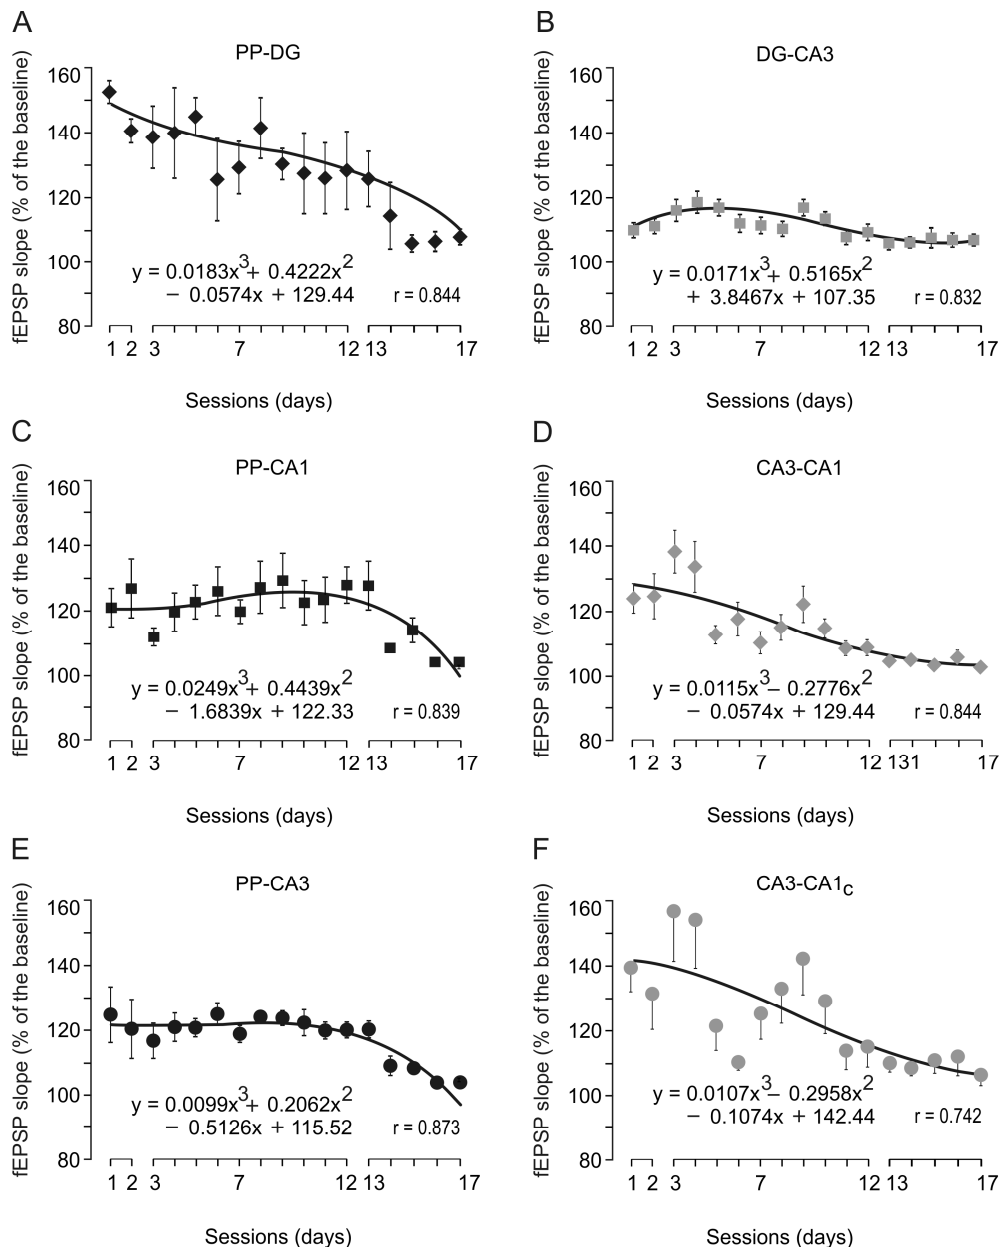 A
PP-DG
fEPSP slope (% of the baseline)
160
140
120
100
80
y = 0.0183x3 + 0.4222x2
− 0.0574x + 129.44
r = 0.844
1 2 3 7 12 13 17
Sessions (days)
B
DG-CA3
fEPSP slope (% of the baseline)
160
140
120
100
80
y = 0.0171x3 + 0.5165x2
+ 3.8467x + 107.35
r = 0.832
1 2 3 7 12 13 17
Sessions (days)
C
PP-CA1
fEPSP slope (% of the baseline)
160
140
120
100
80
y = 0.0249x3 + 0.4439x2
− 1.6839x + 122.33
r = 0.839
1 2 3 7 12 13 17
Sessions (days)
D
CA3-CA1
fEPSP slope (% of the baseline)
160
140
120
100
80
y = 0.0115x3 − 0.2776x2
− 0.0574x + 129.44
r = 0.844
1 2 3 7 12 131 17
Sessions (days)
E
PP-CA3
fEPSP slope (% of the baseline)
160
140
120
100
80
y = 0.0099x3 + 0.2062x2
− 0.5126x + 115.52
r = 0.873
1 2 3 7 12 13 17
Sessions (days)
F
CA3-CA1c
fEPSP slope (% of the baseline)
160
140
120
100
80
y = 0.0107x3 − 0.2958x2
− 0.1074x + 142.44
r = 0.742
1 2 3 7 12 13 17
Sessions (days)